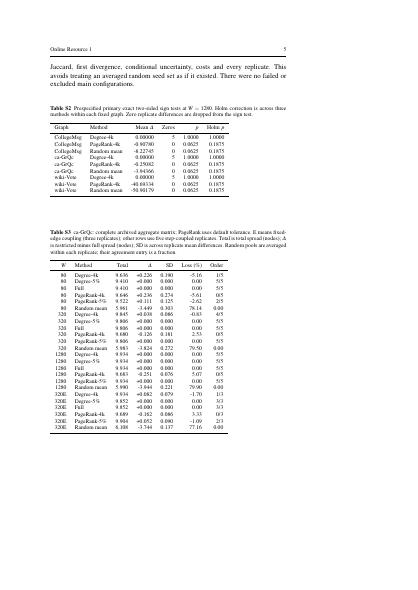 Online Resource 1 5
Jaccard, first divergence, conditional uncertainty, costs and every replicate. This
avoids treating an averaged random seed set as if it existed. There were no failed or
excluded main configurations.
Table S2 Prespecified primary exact two-sided sign tests at W = 1280. Holm correction is across three
methods within each fixed graph. Zero replicate differences are dropped from the sign test.
Graph Method Mean Δ Zeros p Holm p
CollegeMsg Degree-4k 0.00000 5 1.0000 1.0000
CollegeMsg PageRank-4k -0.90780 0 0.0625 0.1875
CollegeMsg Random mean -6.22745 0 0.0625 0.1875
ca-GrQc Degree-4k 0.00000 5 1.0000 1.0000
ca-GrQc PageRank-4k -0.25082 0 0.0625 0.1875
ca-GrQc Random mean -3.94366 0 0.0625 0.1875
wiki-Vote Degree-4k 0.00000 5 1.0000 1.0000
wiki-Vote PageRank-4k -40.69334 0 0.0625 0.1875
wiki-Vote Random mean -50.90179 0 0.0625 0.1875
Table S3 ca-GrQc: complete archived aggregate matrix. PageRank uses default tolerance. E means fixed-
edge coupling (three replicates); other rows use five step-coupled replicates. Total is total spread (nodes); Δ
is restricted minus full spread (nodes); SD is across replicate mean differences. Random pools are averaged
within each replicate; their agreement entry is a fraction.
W Method Total Δ SD Loss (%) Order
80 Degree-4k 9.636 +0.226 0.190 -5.16 1/5
80 Degree-5% 9.410 +0.000 0.000 0.00 5/5
80 Full 9.410 +0.000 0.000 0.00 5/5
80 PageRank-4k 9.646 +0.236 0.274 -5.61 0/5
80 PageRank-5% 9.522 +0.111 0.125 -2.62 2/5
80 Random mean 5.961 -3.449 0.303 78.14 0.00
320 Degree-4k 9.845 +0.038 0.086 -0.83 4/5
320 Degree-5% 9.806 +0.000 0.000 0.00 5/5
320 Full 9.806 +0.000 0.000 0.00 5/5
320 PageRank-4k 9.680 -0.126 0.181 2.53 0/5
320 PageRank-5% 9.806 +0.000 0.000 0.00 5/5
320 Random mean 5.983 -3.824 0.272 79.50 0.00
1280 Degree-4k 9.934 +0.000 0.000 0.00 5/5
1280 Degree-5% 9.934 +0.000 0.000 0.00 5/5
1280 Full 9.934 +0.000 0.000 0.00 5/5
1280 PageRank-4k 9.683 -0.251 0.076 5.07 0/5
1280 PageRank-5% 9.934 +0.000 0.000 0.00 5/5
1280 Random mean 5.990 -3.944 0.221 79.90 0.00
320E Degree-4k 9.934 +0.082 0.079 -1.70 1/3
320E Degree-5% 9.852 +0.000 0.000 0.00 3/3
320E Full 9.852 +0.000 0.000 0.00 3/3
320E PageRank-4k 9.689 -0.162 0.086 3.33 0/3
320E PageRank-5% 9.904 +0.052 0.090 -1.09 2/3
320E Random mean 6.108 -3.744 0.137 77.16 0.00